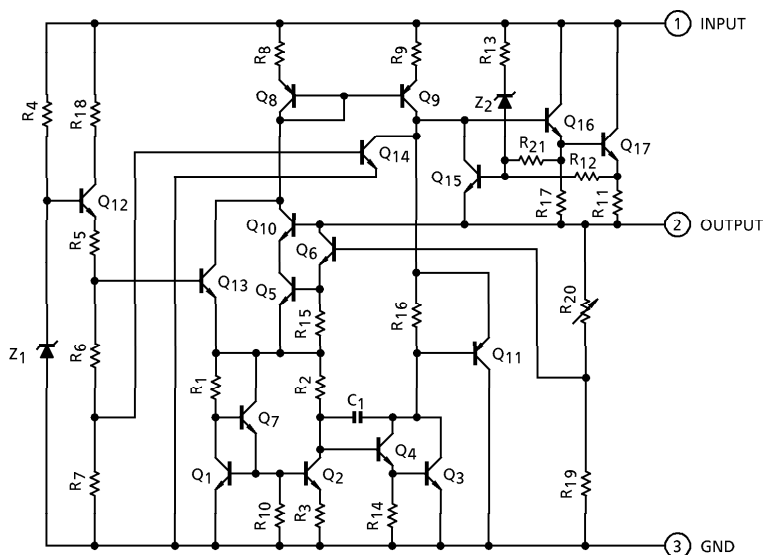 1 INPUT
R8
R9
R13
Q8
Q9
Z2
R4
R18
Q16
Q14
R21
R12
Q17
Q15
Q12
R17
R11
R5
Q10
Q6
2 OUTPUT
Q13
Q5
R20
R15
R16
Z1
R6
Q11
R1
R2
C1
Q7
Q4
R7
Q1
Q2
Q3
R19
R10
R3
R14
3 GND